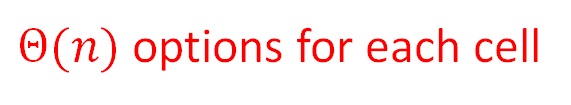 Θ(n) options for each cell